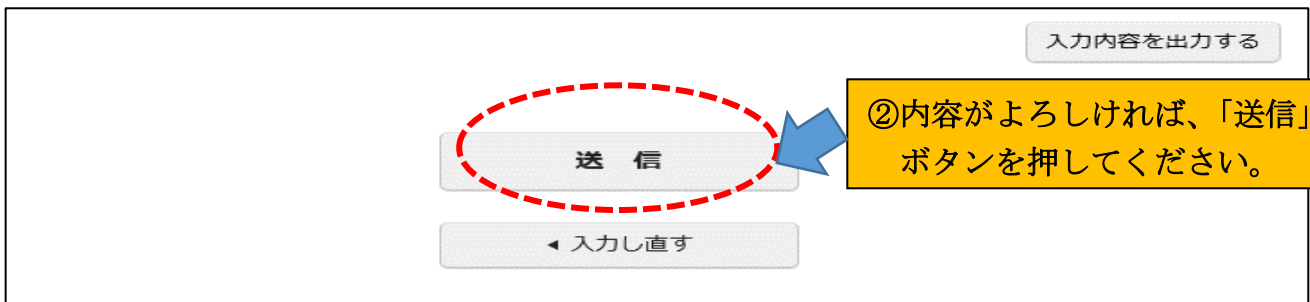 入力内容を出力する
②内容がよろしければ、「送信」
ボタンを押してください。
送　信
◂ 入力し直す